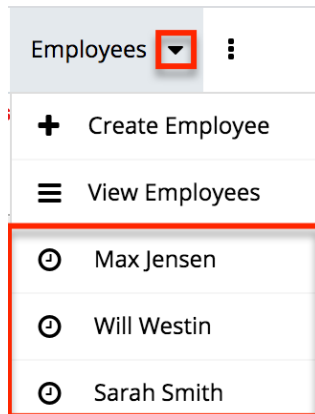 Employees
Create Employee
View Employees
Max Jensen
Will Westin
Sarah Smith